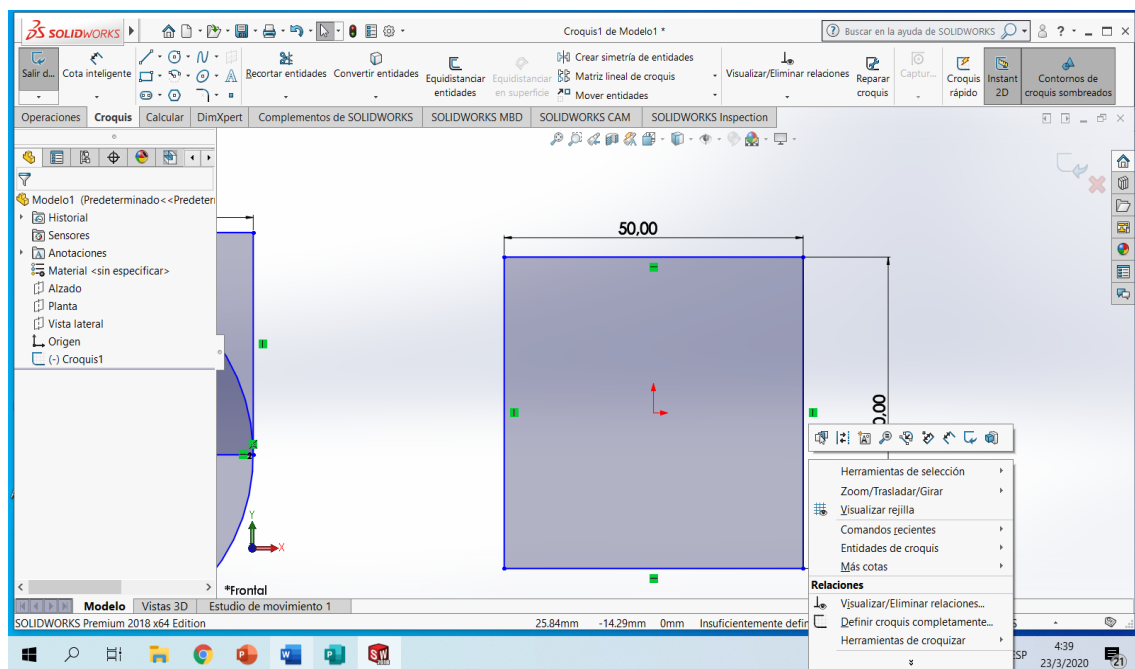 SOLIDWORKS
Croquis1 de Modelo1 *
Buscar en la ayuda de SOLIDWORKS
?
Salir d...
Cota inteligente
Recortar entidades
Convertir entidades
Equidistanciar entidades
Equidistanciar en superficie
Crear simetría de entidades
Matriz lineal de croquis
Mover entidades
Visualizar/Eliminar relaciones
Reparar croquis
Captur...
Croquis rápido
Instant 2D
Contornos de croquis sombreados
Operaciones
Croquis
Calcular
DimXpert
Complementos de SOLIDWORKS
SOLIDWORKS MBD
SOLIDWORKS CAM
SOLIDWORKS Inspection
Modelo1 (Predeterminado<<Predeter
Historial
Sensores
Anotaciones
Material <sin especificar>
Alzado
Planta
Vista lateral
Origen
(-) Croquis1
50,00
0,00
2
Y
X
*Frontal
Herramientas de selección
Zoom/Trasladar/Girar
Visualizar rejilla
Comandos recientes
Entidades de croquis
Más cotas
Relaciones
Visualizar/Eliminar relaciones...
Definir croquis completamente...
Herramientas de croquizar
Modelo
Vistas 3D
Estudio de movimiento 1
SOLIDWORKS Premium 2018 x64 Edition
25.84mm
-14.29mm
0mm
Insuficientemente defin
S
SP
4:39
23/3/2020
21